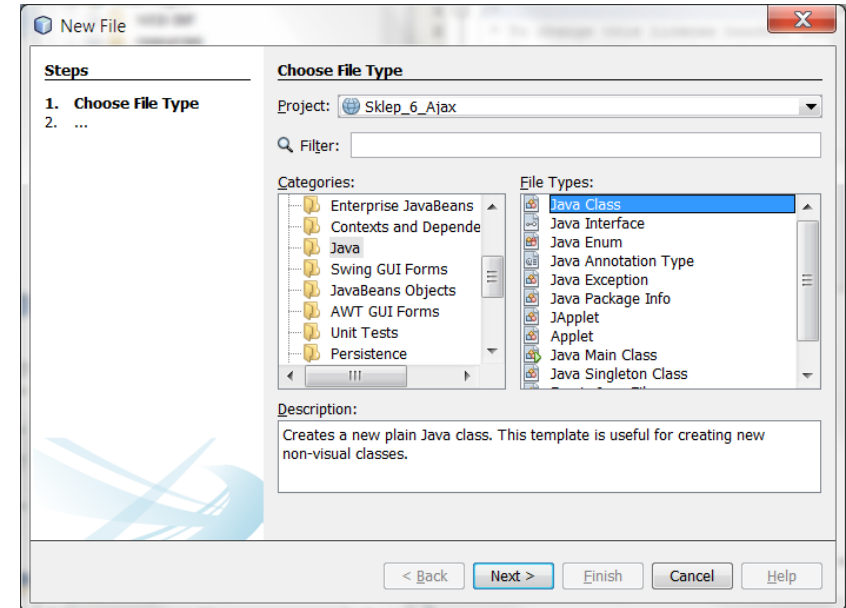 New File
Steps
1. Choose File Type
2. ...
Choose File Type
Project: Sklep_6_Ajax
Filter:
Categories:
Enterprise JavaBeans
Contexts and Depende
Java
Swing GUI Forms
JavaBeans Objects
AWT GUI Forms
Unit Tests
Persistence
File Types:
Java Class
Java Interface
Java Enum
Java Annotation Type
Java Exception
Java Package Info
JApplet
Applet
Java Main Class
Java Singleton Class
Description:
Creates a new plain Java class. This template is useful for creating new
non-visual classes.
< Back Next > Finish Cancel Help